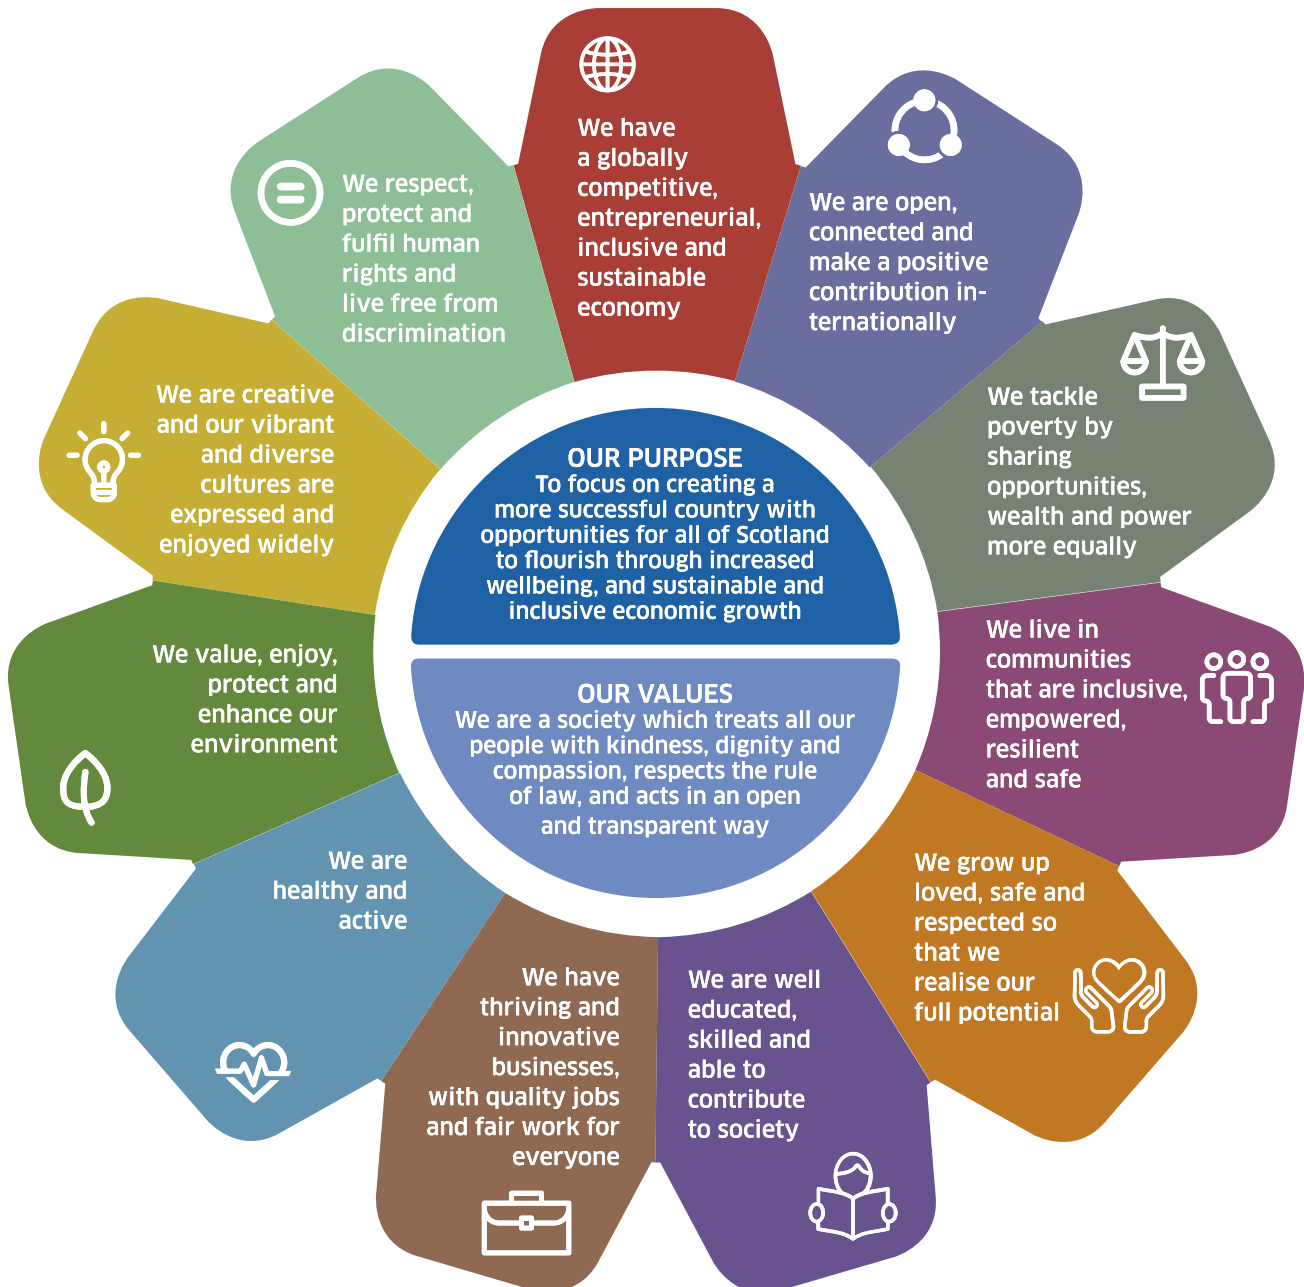 We have
a globally
competitive,
entrepreneurial,
inclusive and
sustainable
economy
We are open,
connected and
make a positive
contribution in-
ternationally
We tackle
poverty by
sharing
opportunities,
wealth and power
more equally
We live in
communities
that are inclusive,
empowered,
resilient
and safe
We grow up
loved, safe and
respected so
that we
realise our
full potential
We are well
educated,
skilled and
able to
contribute
to society
We have
thriving and
innovative
businesses,
with quality jobs
and fair work for
everyone
We are
healthy and
active
We value, enjoy,
protect and
enhance our
environment
We are creative
and our vibrant
and diverse
cultures are
expressed and
enjoyed widely
We respect,
protect and
fulfil human
rights and
live free from
discrimination
OUR PURPOSE
To focus on creating a
more successful country with
opportunities for all of Scotland
to flourish through increased
wellbeing, and sustainable and
inclusive economic growth
OUR VALUES
We are a society which treats all our
people with kindness, dignity and
compassion, respects the rule
of law, and acts in an open
and transparent way